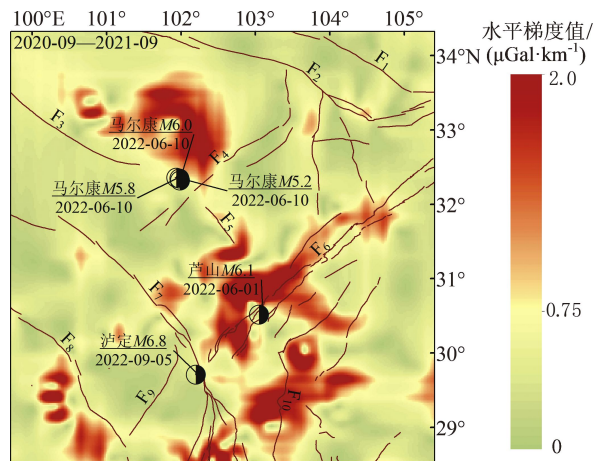 100°E 101° 102° 103° 104° 105°
水平梯度值/
(μGal·km⁻¹)
2020-09—2021-09
34°N
F₁
F₂
2.0
F₃
马尔康M6.0
2022-06-10
33°
F₄
马尔康M5.8
2022-06-10
马尔康M5.2
2022-06-10
32°
F₅
F₆
芦山M6.1
2022-06-01
31°
F₇
0.75
泸定M6.8
2022-09-05
30°
F₈
F₉
F₁₀
29°
0